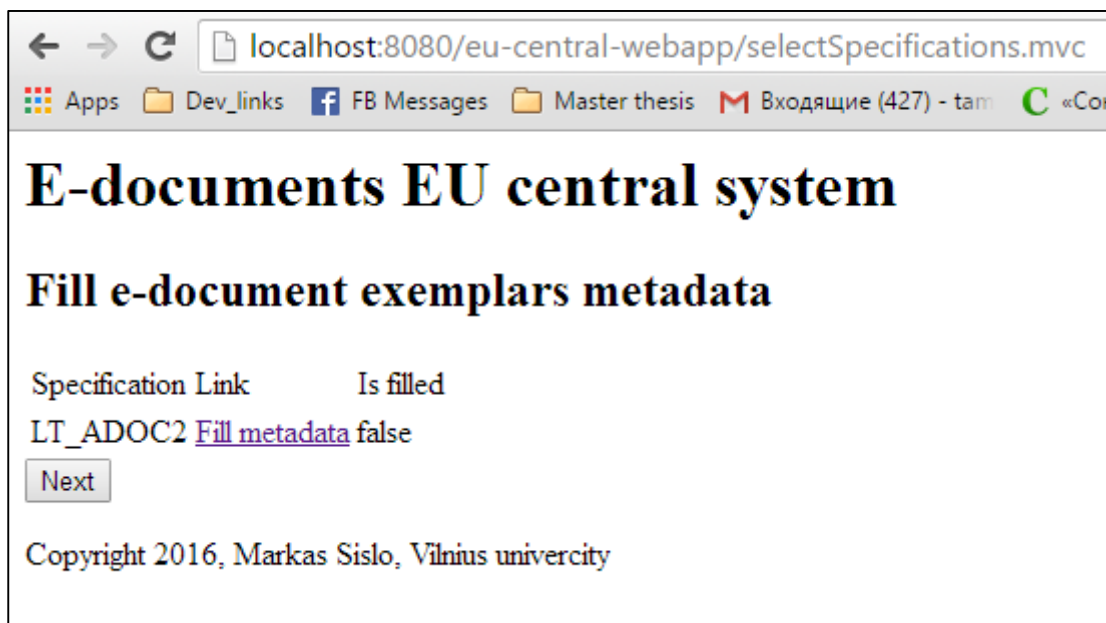 localhost:8080/eu-central-webapp/selectSpecifications.mvc
Apps Dev_links FB Messages Master thesis Входящие (427) - tam
E-documents EU central system
Fill e-document exemplars metadata
Specification Link Is filled
LT_ADOC2 Fill metadata false
Next
Copyright 2016, Markas Sislo, Vilnius univercity